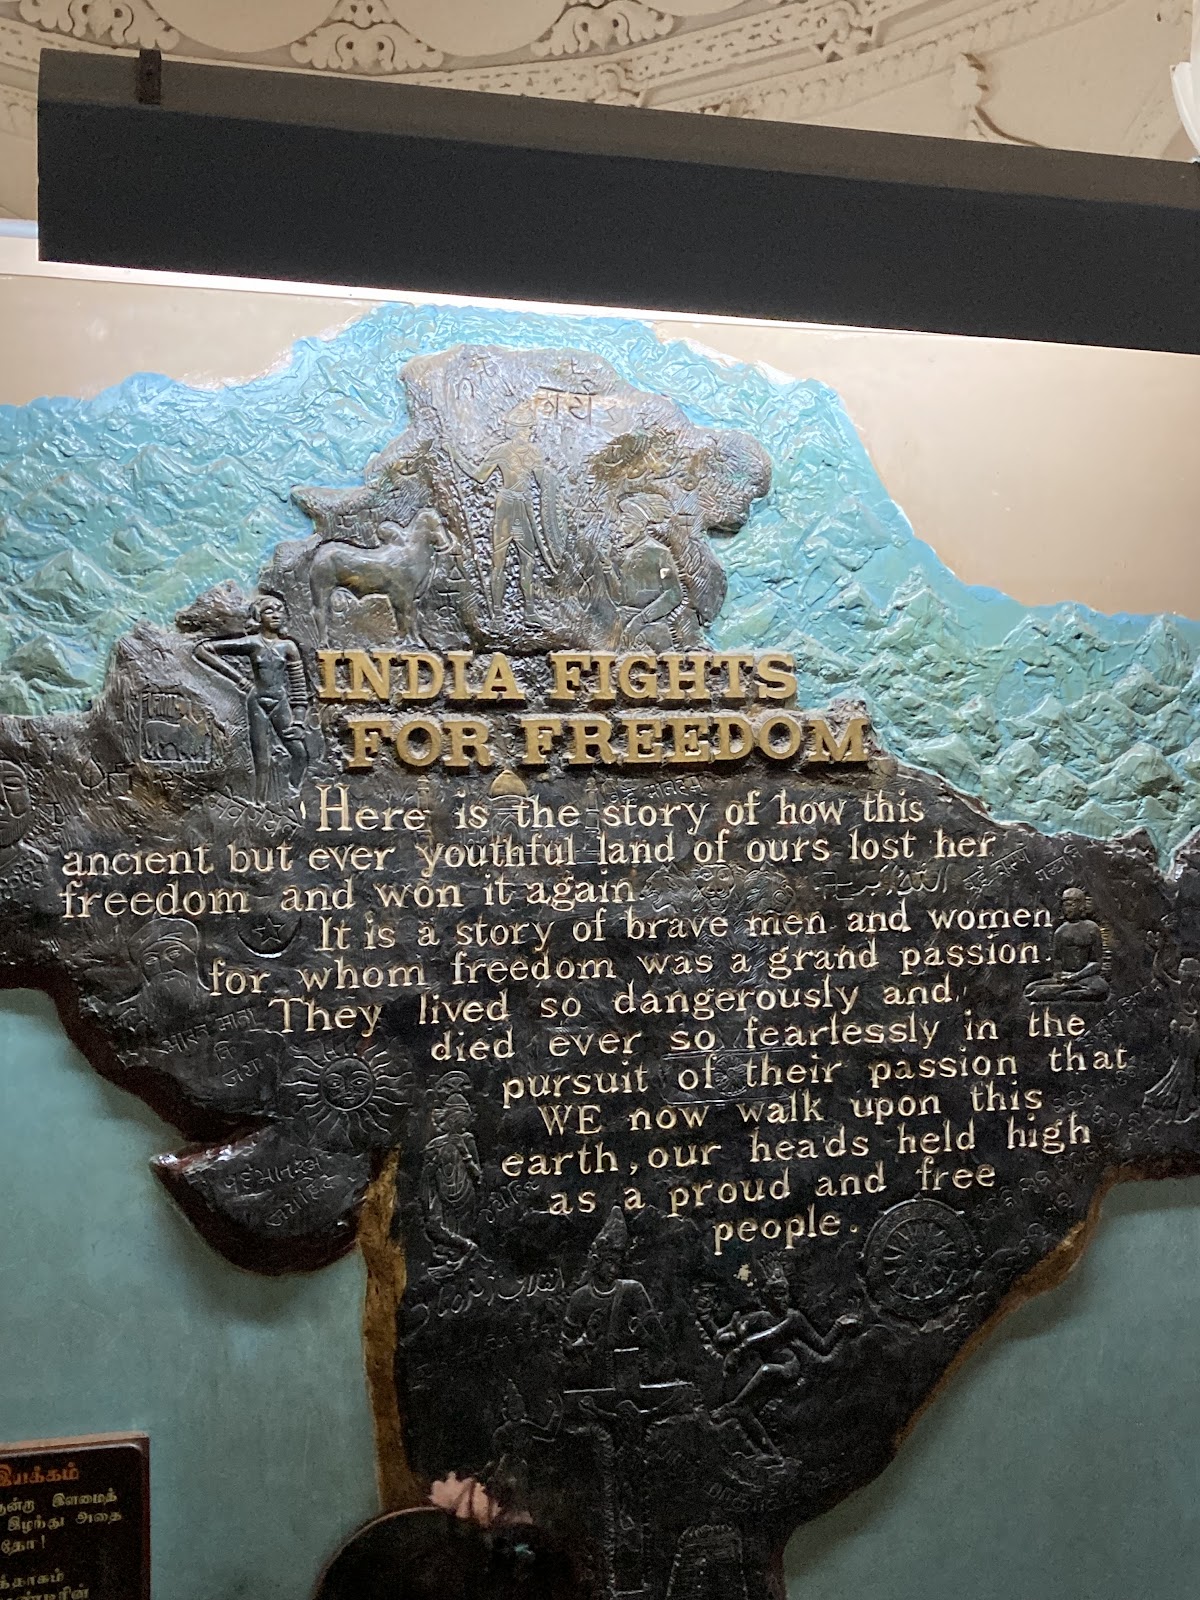 INDIA FIGHTS
FOR FREEDOM
Here is the story of how this
ancient but ever youthful land of ours lost her
freedom and won it again.
It is a story of brave men and women
for whom freedom was a grand passion.
They lived so dangerously and
died ever so fearlessly in the
pursuit of their passion that
WE now walk upon this
earth, our heads held high
as a proud and free
people.
இளமைத்
இழந்து அதை